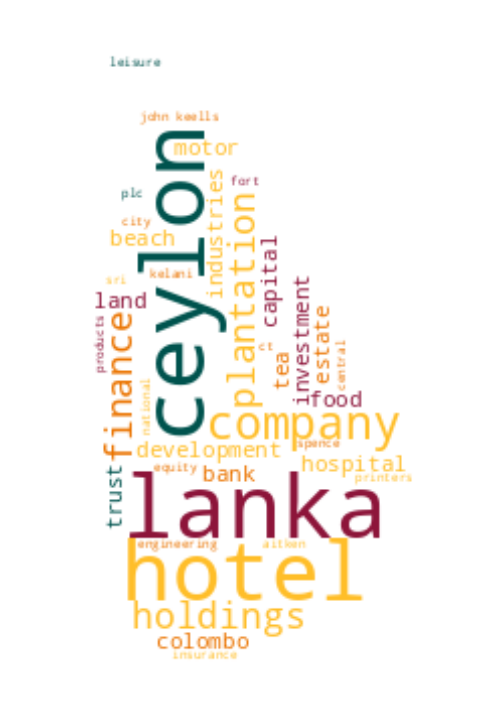 leisure
john keells
motor
ceylon
plc
fort
industries
city
beach
plantation
capital
kelani
sri
land
investment
products
finance
estate
ct
tea
central
national
food
company
development
spence
hospital
equity
bank
printers
trust
lanka
engineering
aitken
hotel
holdings
colombo
insurance